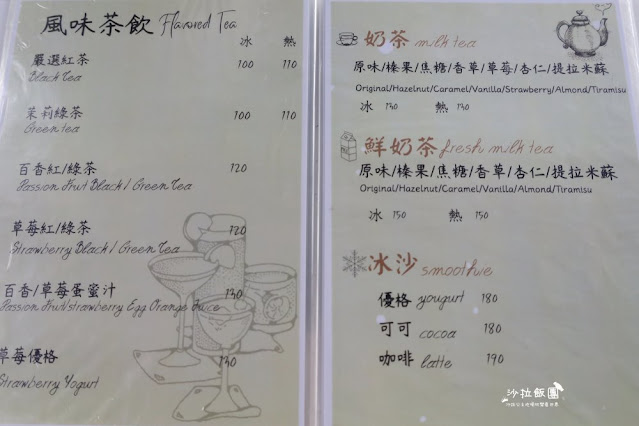 風味茶飲 Flavored Tea
冰 熱
嚴選紅茶 100 110
Black Tea
茉莉綠茶 100 110
Green tea
百香紅/綠茶 120
Passion Fruit Black / Green Tea
草莓紅/綠茶 120
Strawberry Black / Green Tea
百香/草莓蛋蜜汁 130
Passion Fruit/strawberry Egg Orange Juice
草莓優格 130
Strawberry Yogurt
奶茶 milk tea
原味/榛果/焦糖/香草/草莓/杏仁/提拉米蘇
Original/Hazelnut/Caramel/Vanilla/Strawberry/Almond/Tiramisu
冰 130 熱 130
鮮奶茶 fresh milk tea
原味/榛果/焦糖/香草/杏仁/提拉米蘇
Original/Hazelnut/Caramel/Vanilla/Almond/Tiramisu
冰 150 熱 150
冰沙 smoothie
優格 yougurt 180
可可 cocoa 180
咖啡 latte 190
沙拉飯團